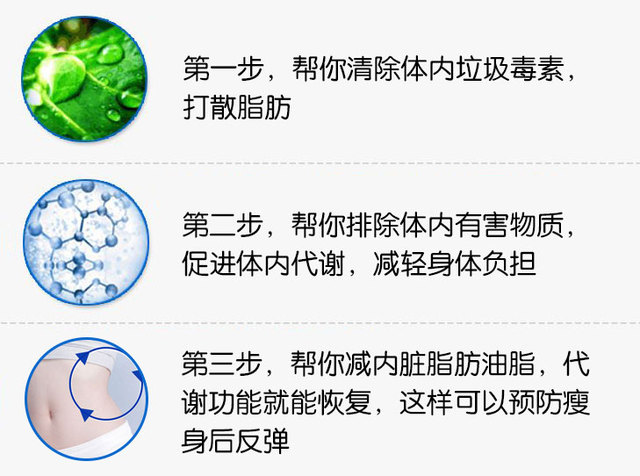 第一步，帮你清除体内垃圾毒素，
打散脂肪
第二步，帮你排除体内有害物质，
促进体内代谢，减轻身体负担
第三步，帮你减内脏脂肪油脂，代
谢功能就能恢复，这样可以预防瘦
身后反弹